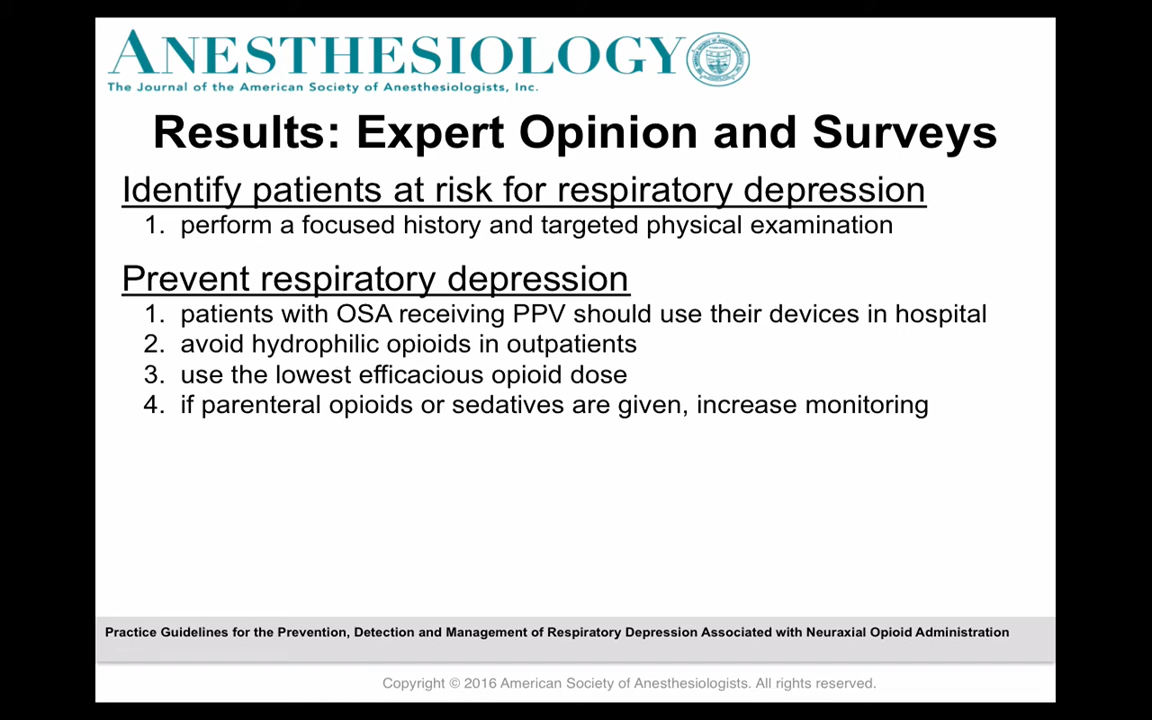 ANESTHESIOLOGY
The Journal of the American Society of Anesthesiologists, Inc.
Results: Expert Opinion and Surveys
Identify patients at risk for respiratory depression
1. perform a focused history and targeted physical examination
Prevent respiratory depression
1. patients with OSA receiving PPV should use their devices in hospital
2. avoid hydrophilic opioids in outpatients
3. use the lowest efficacious opioid dose
4. if parenteral opioids or sedatives are given, increase monitoring
Practice Guidelines for the Prevention, Detection and Management of Respiratory Depression Associated with Neuraxial Opioid Administration
Copyright © 2016 American Society of Anesthesiologists. All rights reserved.